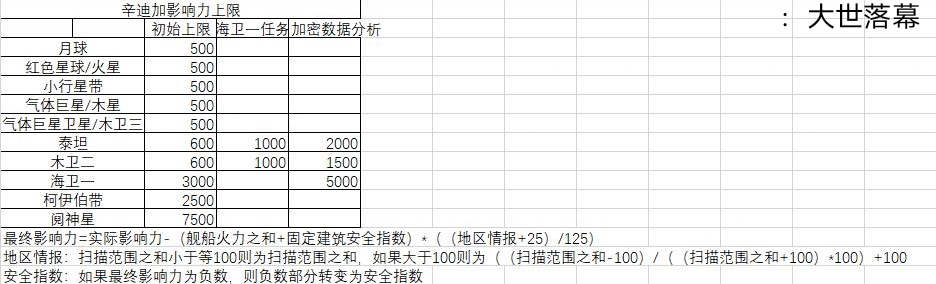 辛迪加影响力上限
：大世落幕
初始上限 海卫一任务 加密数据分析
月球 500
红色星球/火星 500
小行星带 500
气体巨星/木星 500
气体巨星卫星/木卫三 500
泰坦 600 1000 2000
木卫二 600 1000 1500
海卫一 3000 5000
柯伊伯带 2500
阋神星 7500
最终影响力=实际影响力-（舰船火力之和+固定建筑安全指数）*（（地区情报+25）/125）
地区情报：扫描范围之和小于等100则为扫描范围之和，如果大于100则为（（扫描范围之和-100）/（（扫描范围之和+100）*100）+100
安全指数：如果最终影响力为负数，则负数部分转变为安全指数